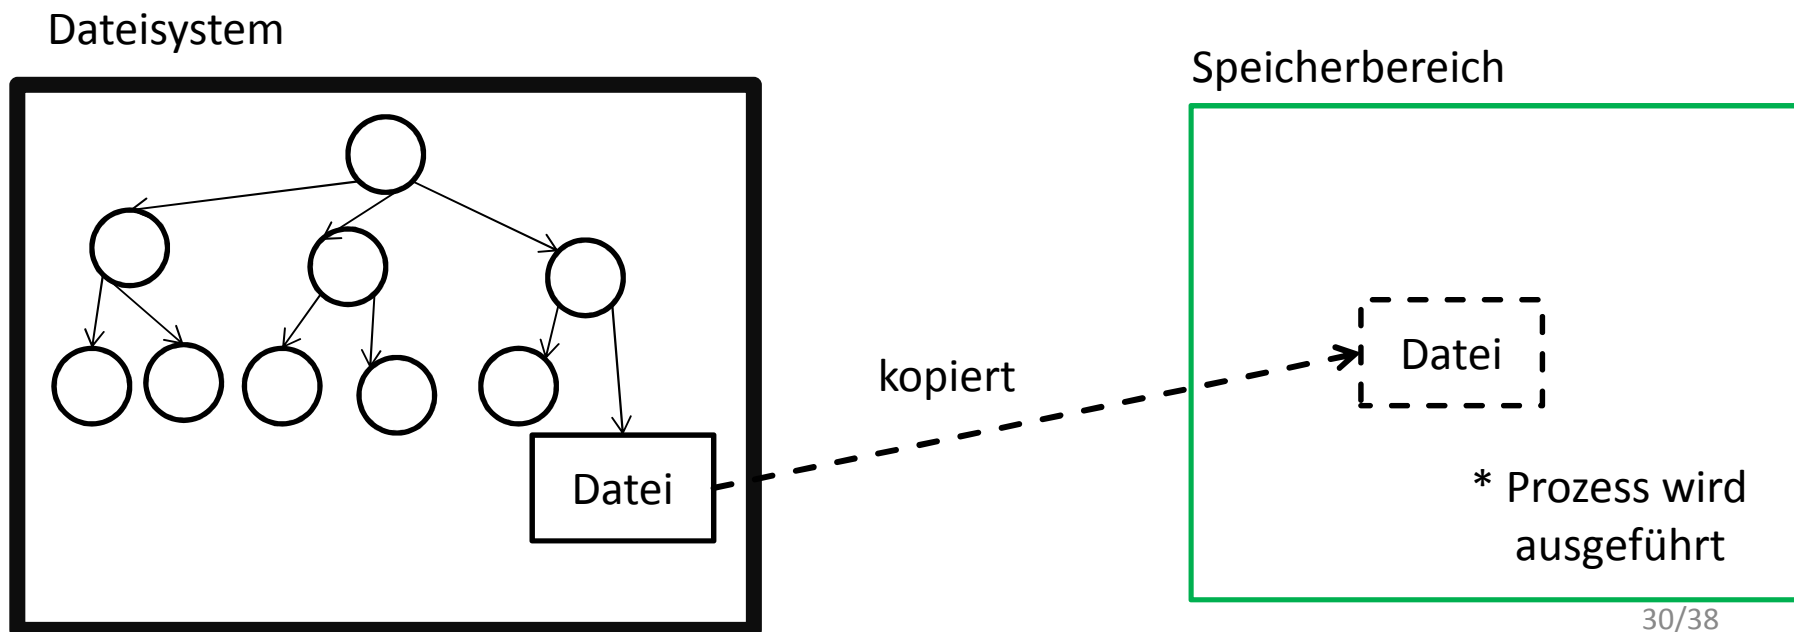 Dateisystem
Speicherbereich
kopiert
Datei
Datei
* Prozess wird
ausgeführt
30/38